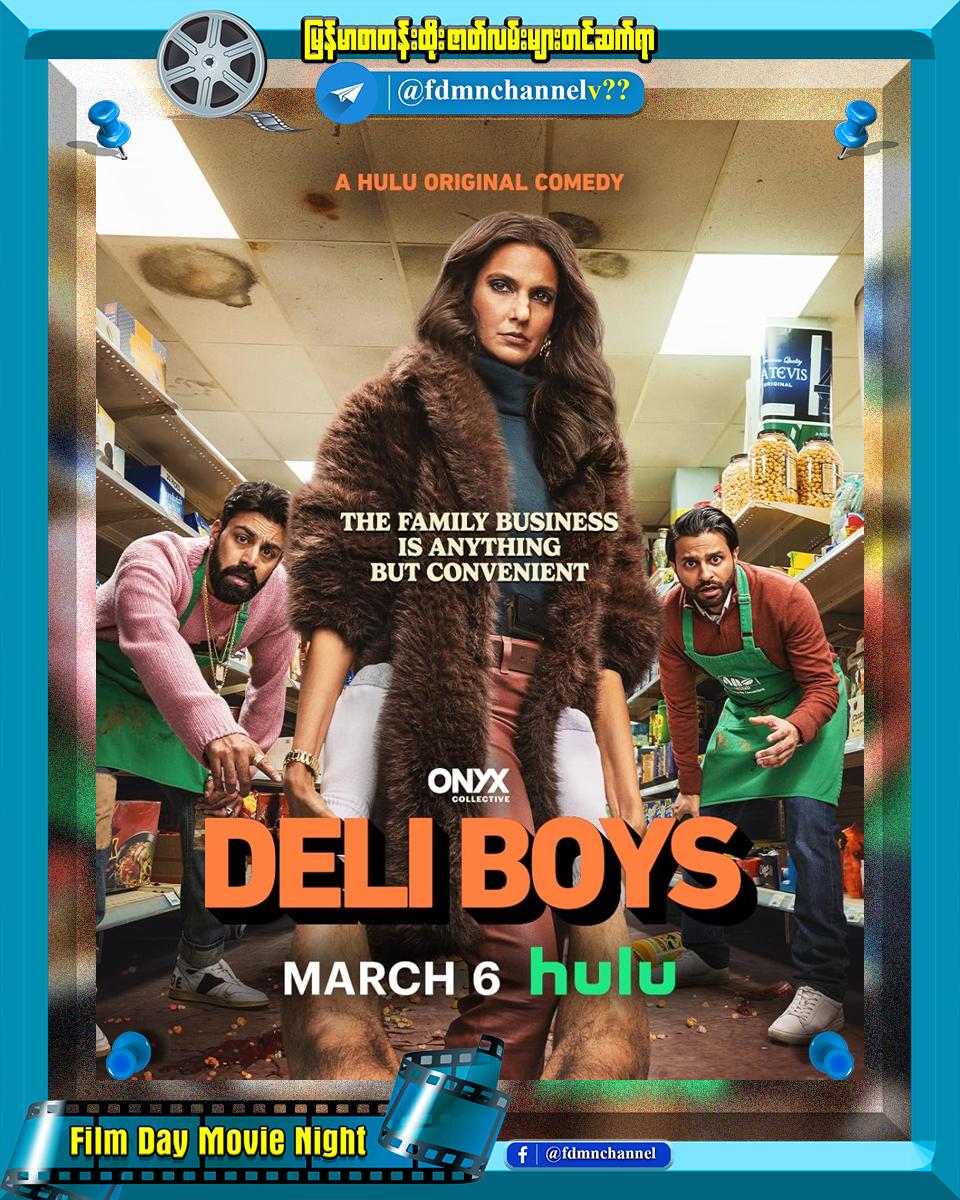 မြန်မာစာတန်းထိုးဇာတ်လမ်းများတင်ဆက်ရာ
@fdmnchannelv??
A HULU ORIGINAL COMEDY
THE FAMILY BUSINESS
IS ANYTHING
BUT CONVENIENT
ONYX
COLLECTIVE
DELI BOYS
MARCH 6 hulu
Film Day Movie Night
@fdmnchannel